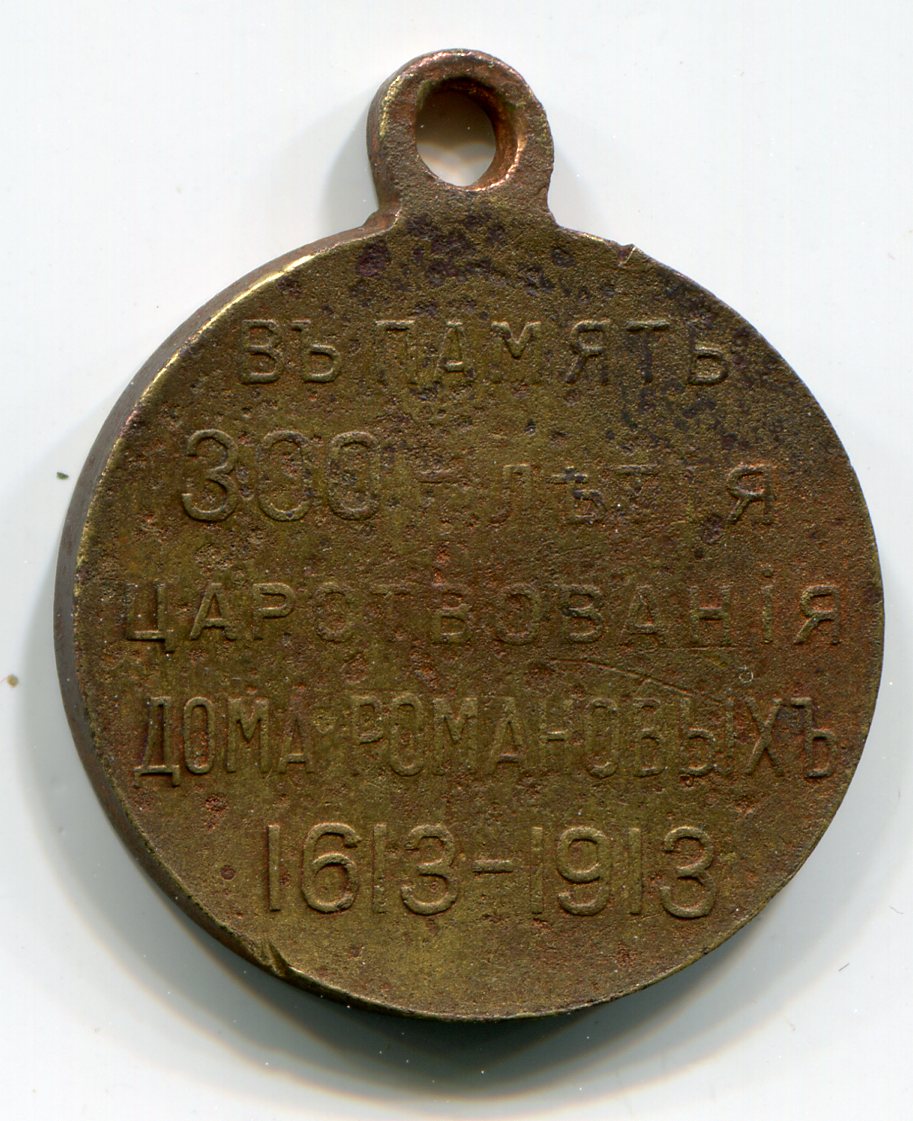 ВЪ ПАМЯТЬ
300-ЛѢТІЯ
ЦАРСТВОВАНІЯ
ДОМА РОМАНОВЫХЪ
1613-1913